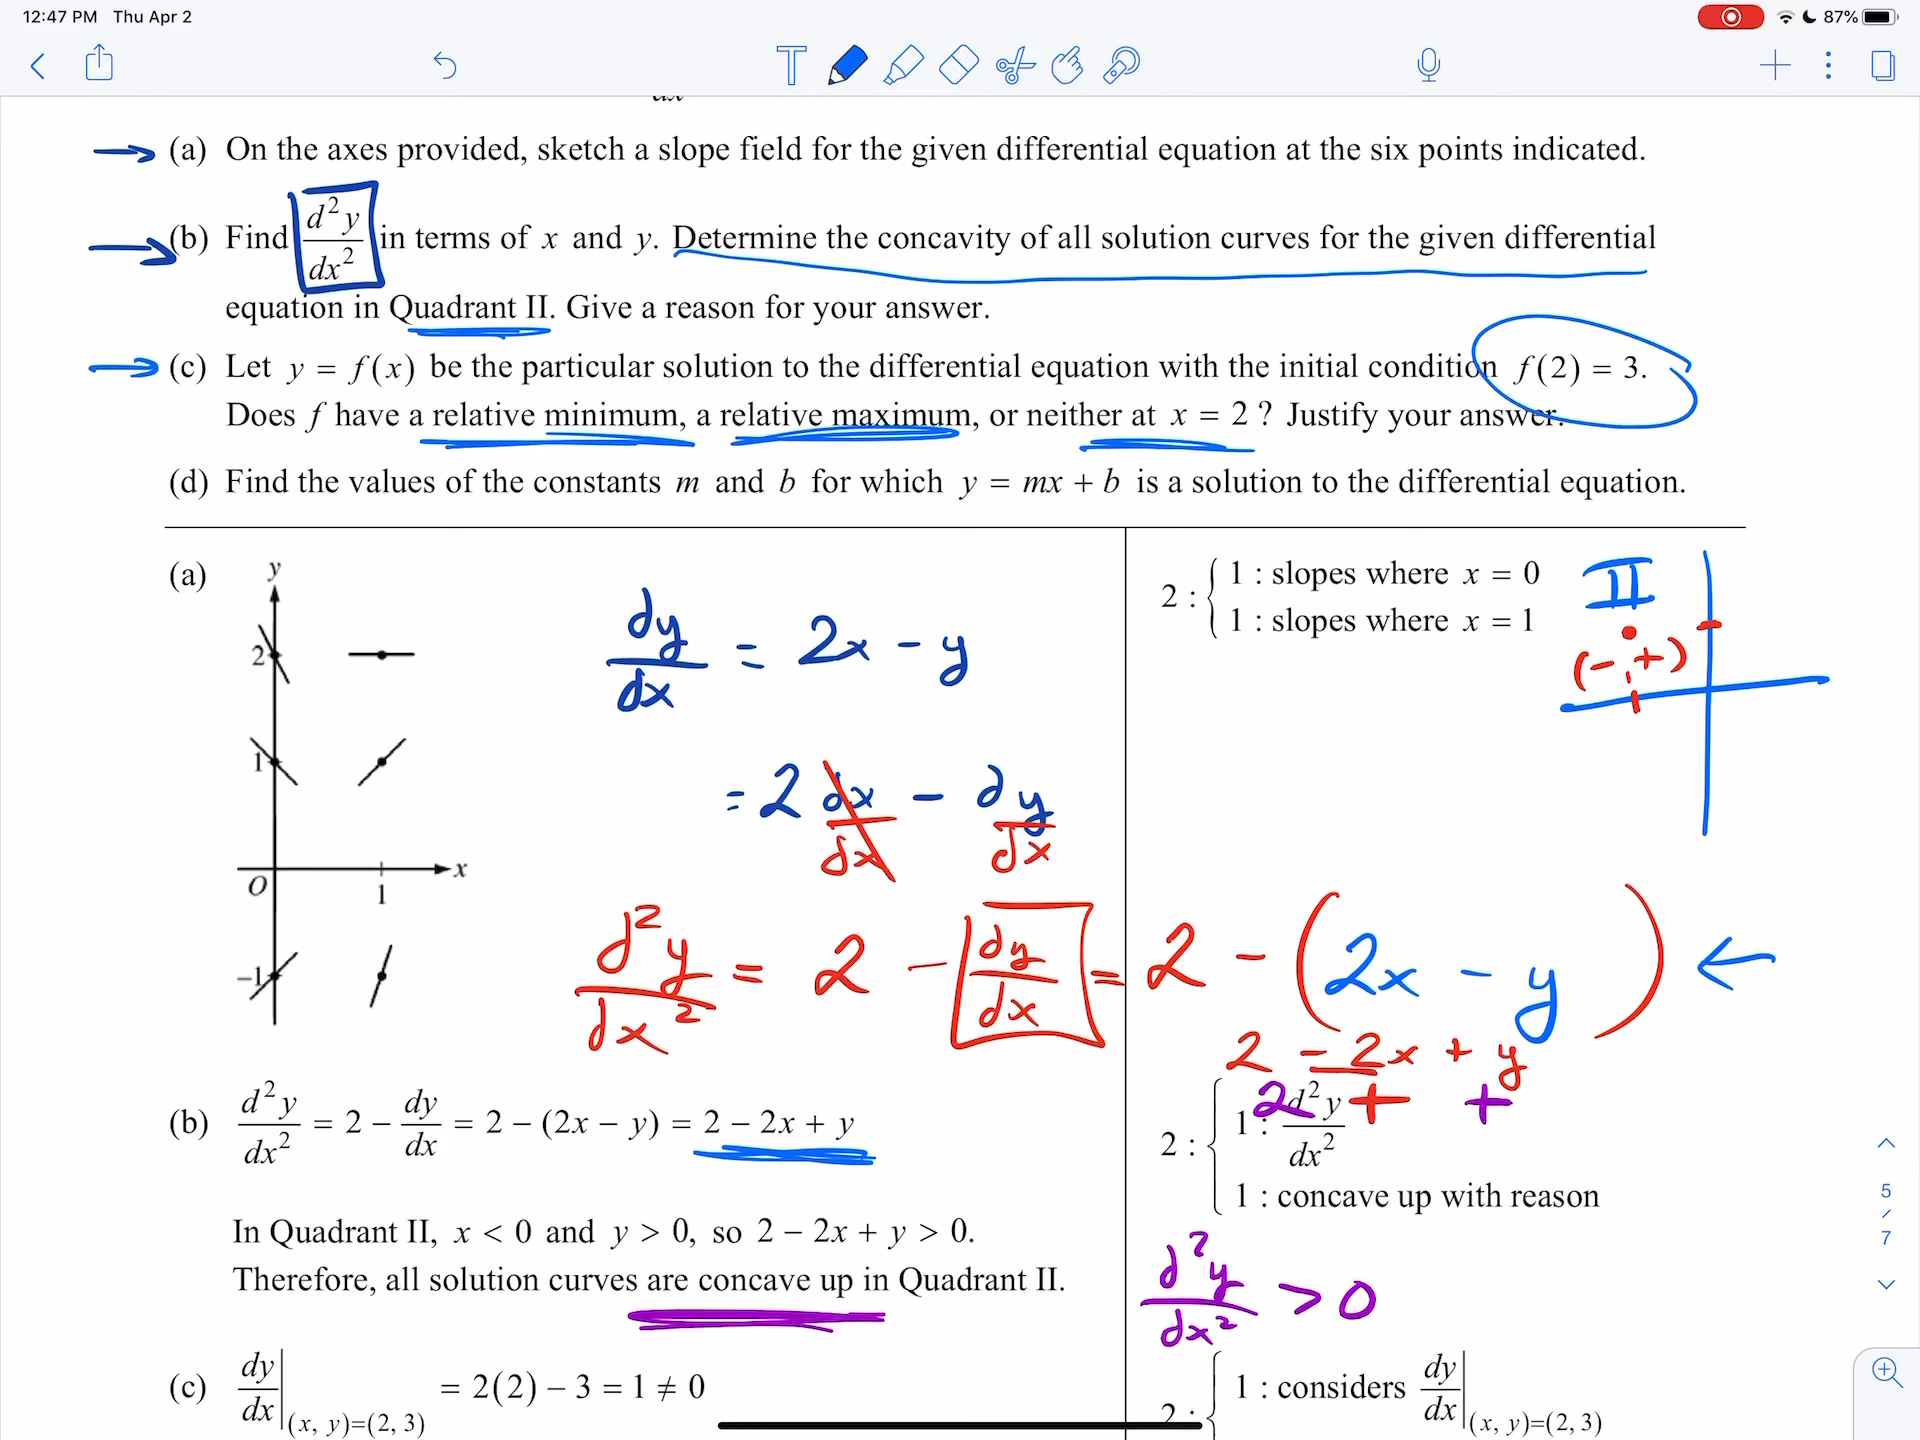 12:47 PM Thu Apr 2
87%
(a) On the axes provided, sketch a slope field for the given differential equation at the six points indicated.
(b) Find d²y/dx² in terms of x and y. Determine the concavity of all solution curves for the given differential
equation in Quadrant II. Give a reason for your answer.
(c) Let y = f(x) be the particular solution to the differential equation with the initial condition f(2) = 3.
Does f have a relative minimum, a relative maximum, or neither at x = 2 ? Justify your answer.
(d) Find the values of the constants m and b for which y = mx + b is a solution to the differential equation.
(a)
y
2
1
O
1
x
−1
dy/dx = 2x - y
= 2 dx/dx - dy/dx
d²y/dx² = 2 - dy/dx = 2 - (2x - y)
2 - 2x + y
2 + +
2 : { 1 : slopes where x = 0
1 : slopes where x = 1
II
(-, +)
(b) d²y/dx² = 2 − dy/dx = 2 − (2x − y) = 2 − 2x + y
In Quadrant II, x < 0 and y > 0, so 2 − 2x + y > 0.
Therefore, all solution curves are concave up in Quadrant II.
2 : { 1 : d²y/dx²
1 : concave up with reason
d²y/dx² > 0
5
/
7
(c) dy/dx|(x, y)=(2, 3) = 2(2) − 3 = 1 ≠ 0
2 : { 1 : considers dy/dx|(x, y)=(2, 3)